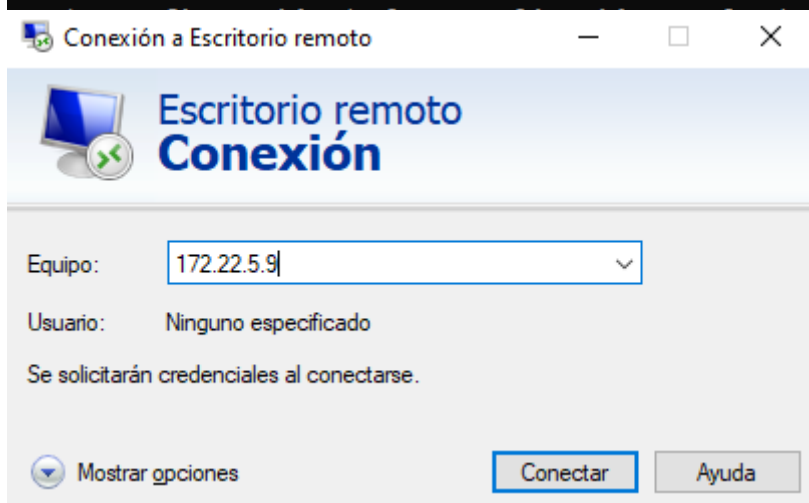 Conexión a Escritorio remoto
Escritorio remoto
Conexión
Equipo: 172.22.5.9
Usuario: Ninguno especificado
Se solicitarán credenciales al conectarse.
Mostrar opciones Conectar Ayuda